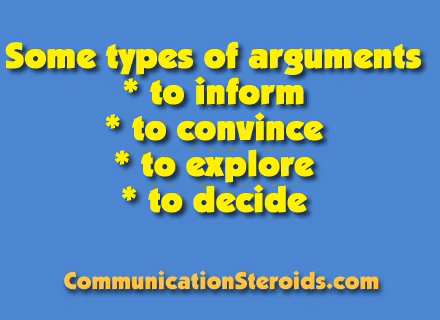 Some types of arguments
* to inform
* to convince
* to explore
* to decide
CommunicationSteroids.com